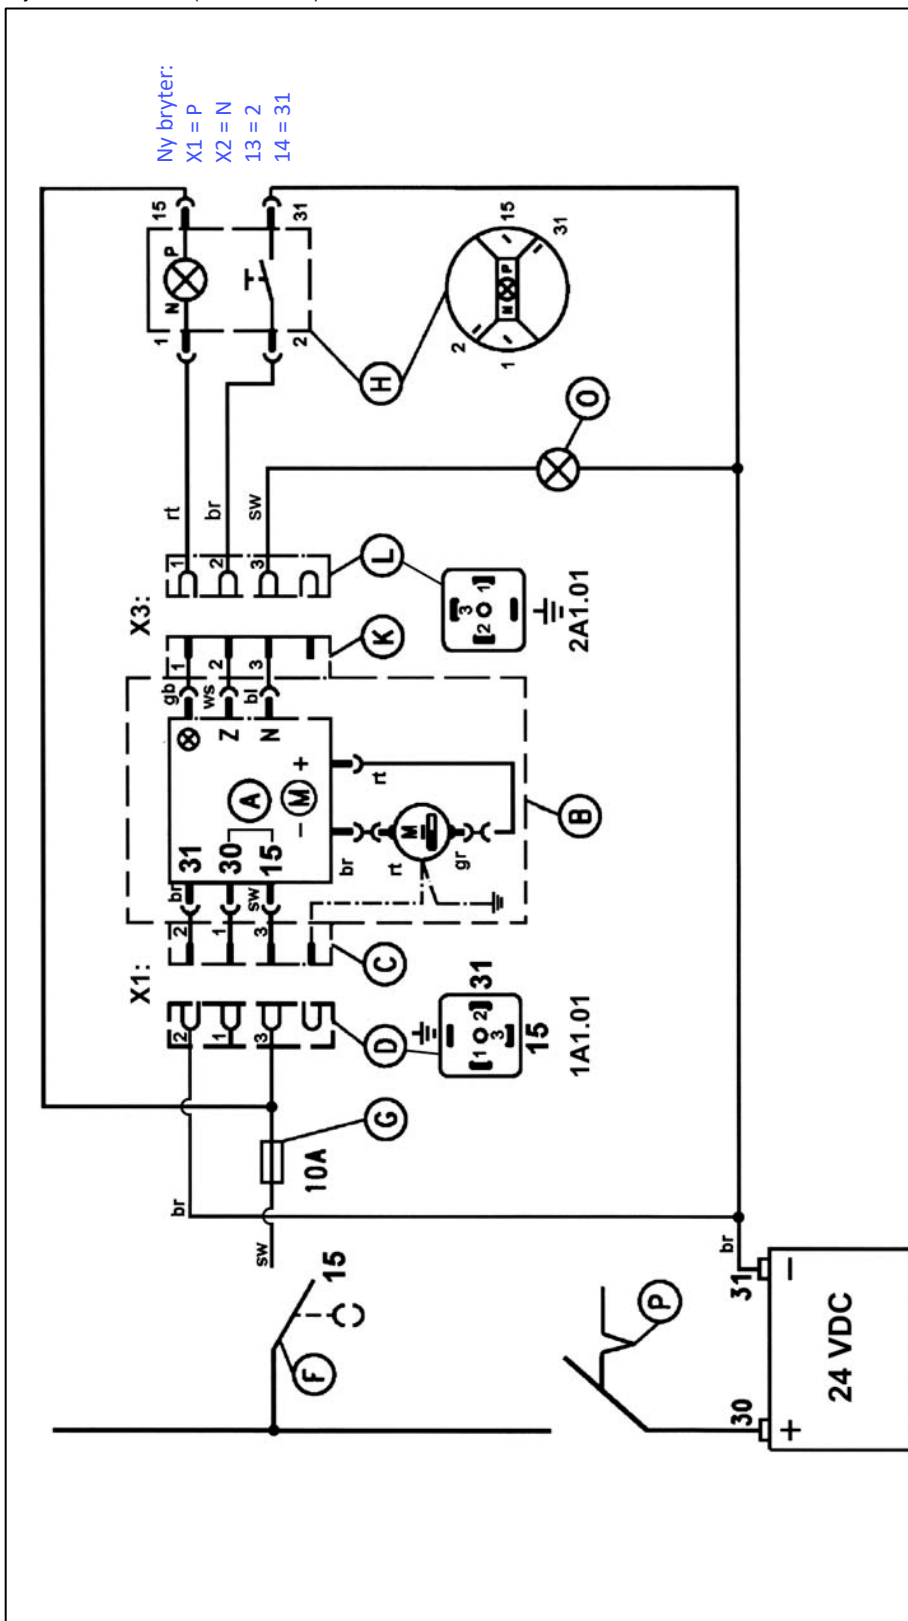 Ny bryter:
X1 = P
X2 = N
13 = 2
14 = 31
15
31
P
N
1
2
H
15
31
P
N
2
1
rt
br
sw
O
X3:
1
2
3
L
K
1
2
3
3
2
1
2A1.01
gb
ws
bl
Z
N
A
M
+
-
31
30
15
rt
br
M
rt
gr
B
br
sw
2
1
3
C
X1:
2
1
3
D
31
2
1
3
15
1A1.01
G
10A
br
sw
15
F
P
br
31
30
-
+
24 VDC